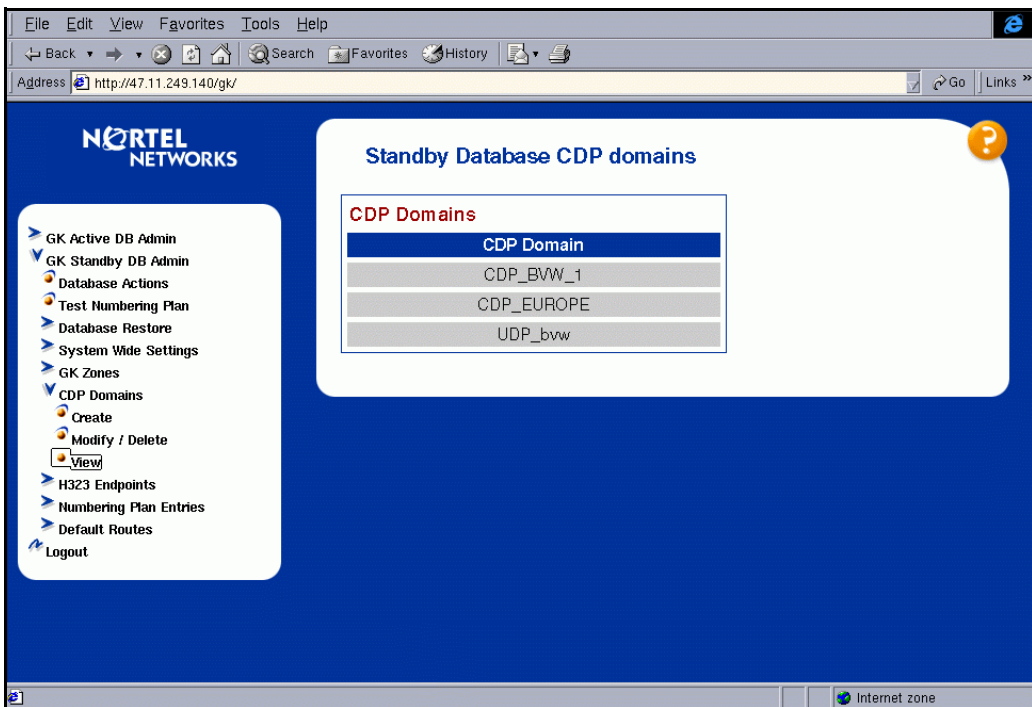 File Edit View Favorites Tools Help
Back Search Favorites History
Address http://47.11.249.140/gk/ Go Links »
NORTEL
NETWORKS
GK Active DB Admin
GK Standby DB Admin
Database Actions
Test Numbering Plan
Database Restore
System Wide Settings
GK Zones
CDP Domains
Create
Modify / Delete
View
H323 Endpoints
Numbering Plan Entries
Default Routes
Logout
Standby Database CDP domains
?
CDP Domains
CDP Domain
CDP_BVW_1
CDP_EUROPE
UDP_bvw
Internet zone